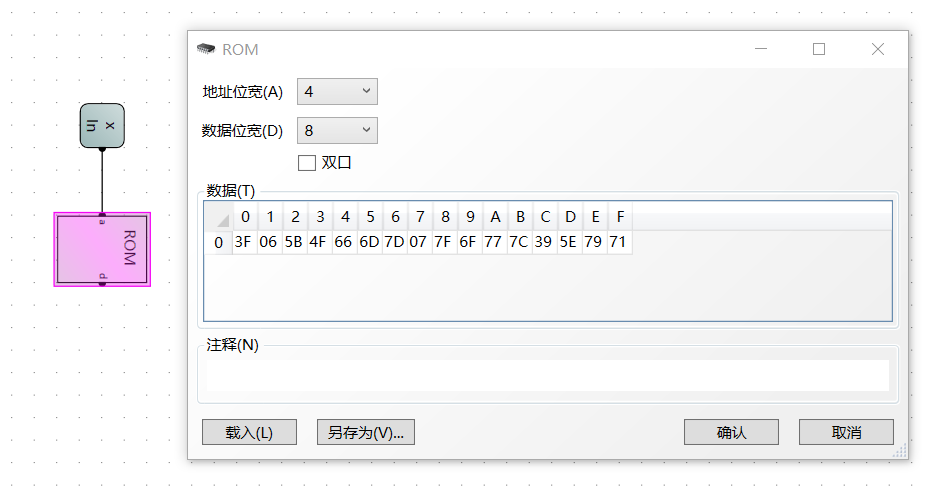 ROM
地址位宽(A) 4
数据位宽(D) 8
双口
数据(T)
0 1 2 3 4 5 6 7 8 9 A B C D E F
0 3F 06 5B 4F 66 6D 7D 07 7F 6F 77 7C 39 5E 79 71
注释(N)
载入(L) 另存为(V)... 确认 取消
x
In
a
ROM
d